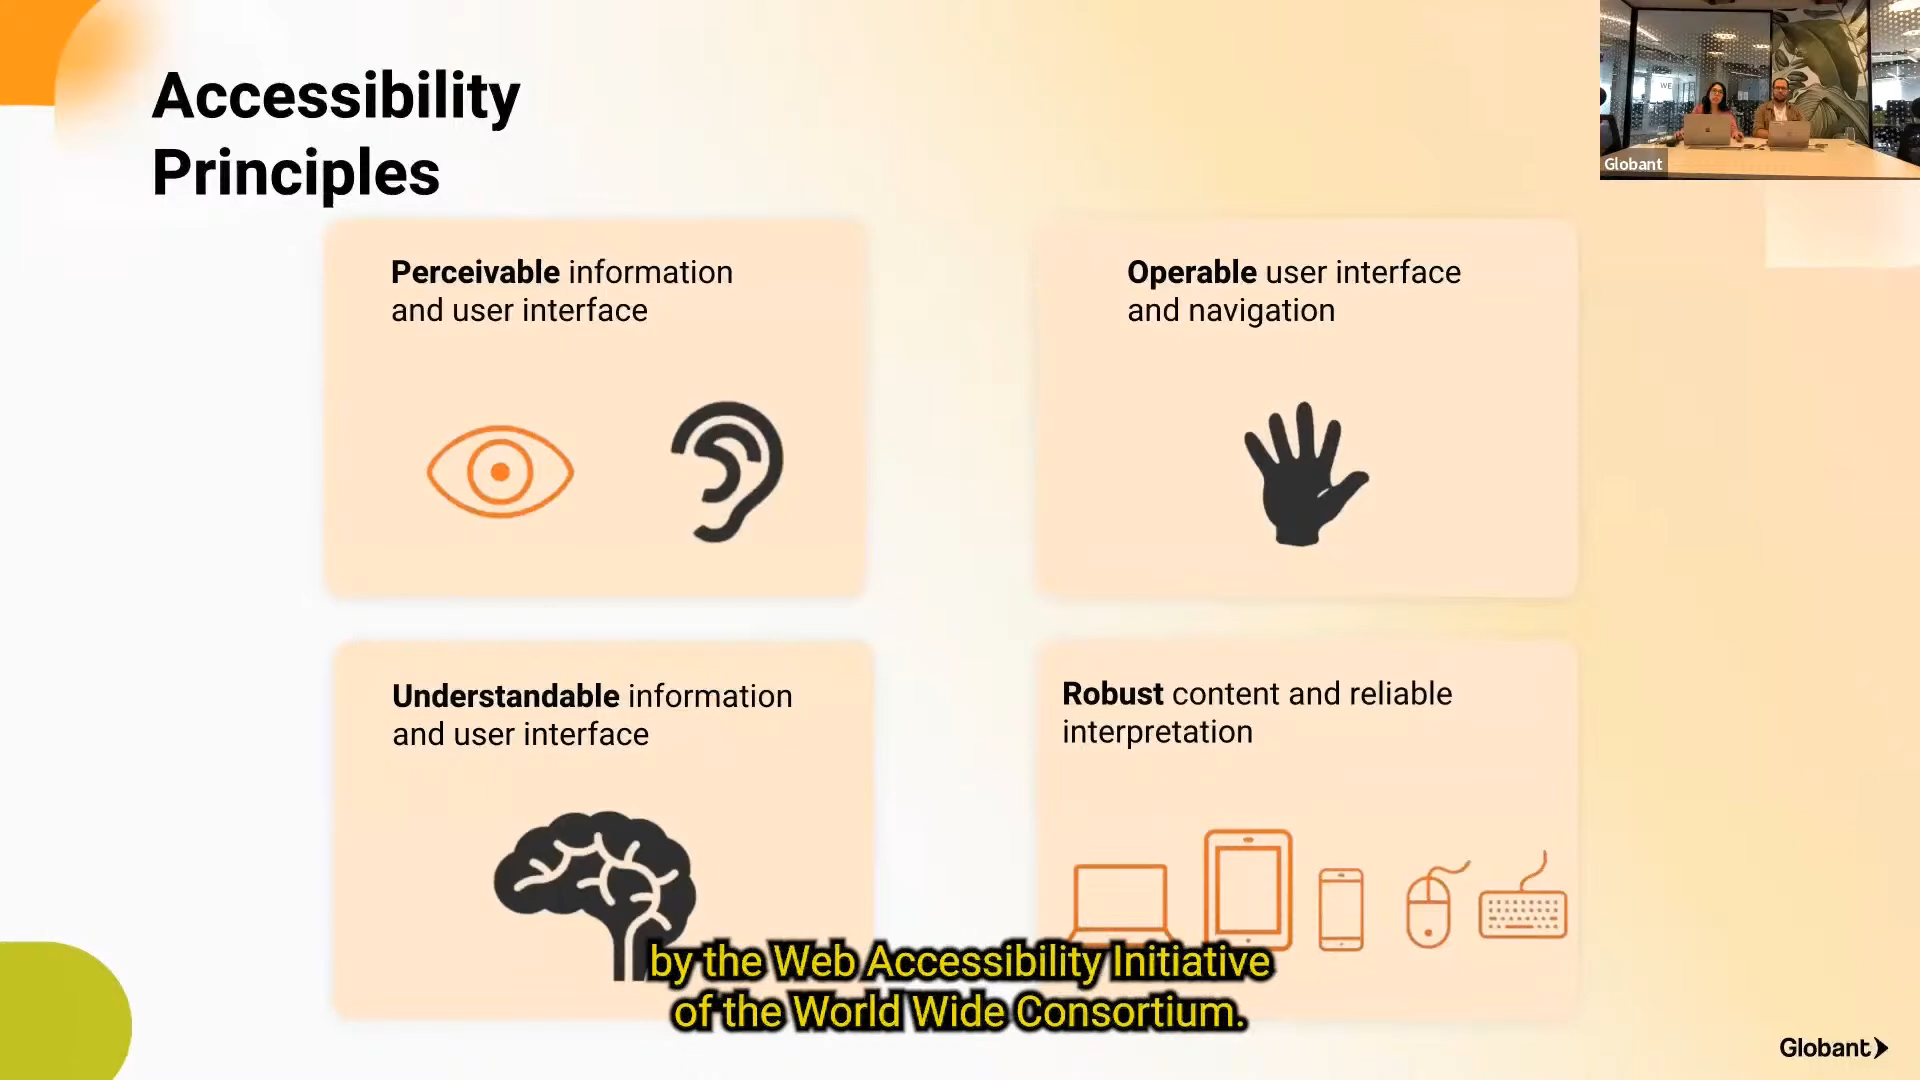 Accessibility
Principles
WE
Globant
Perceivable information
and user interface
Operable user interface
and navigation
Understandable information
and user interface
Robust content and reliable
interpretation
by the Web Accessibility Initiative
of the World Wide Consortium.
Globant